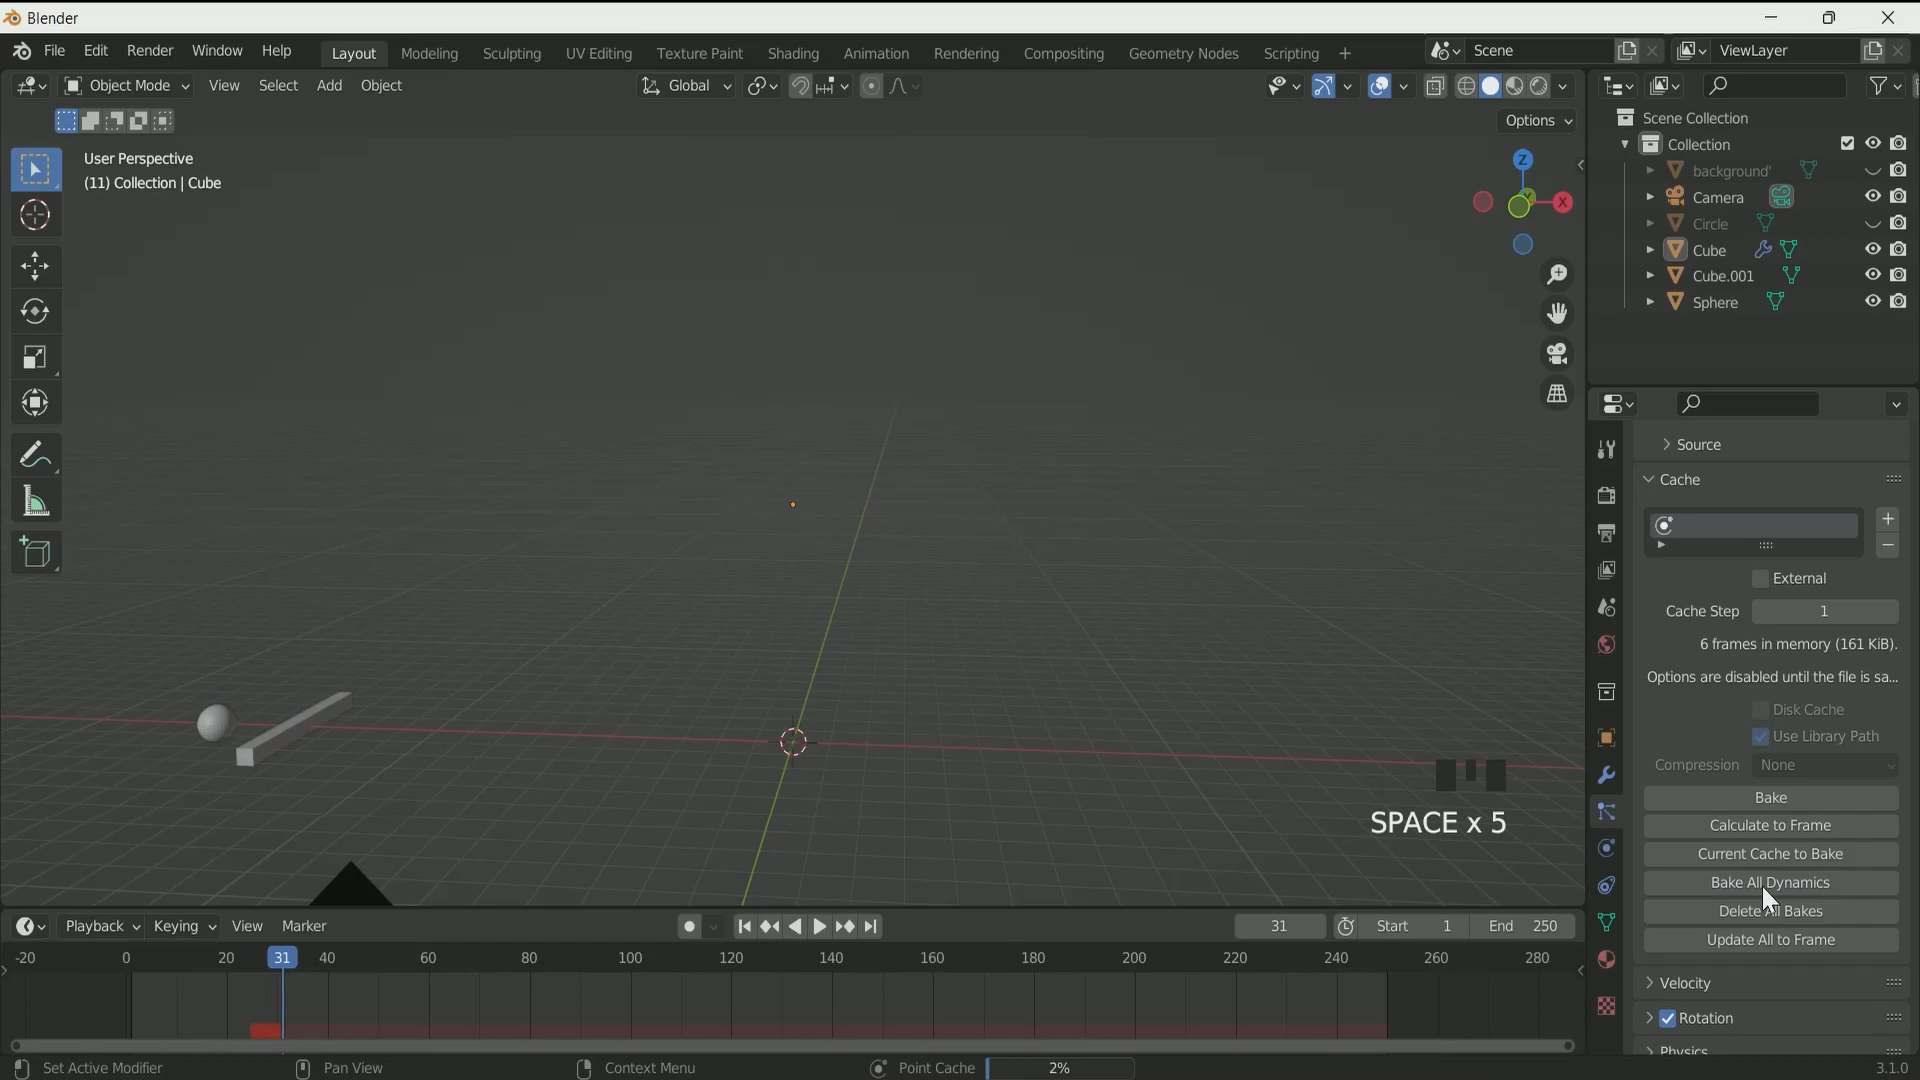 Blender
File Edit Render Window Help Layout Modeling Sculpting UV Editing Texture Paint Shading Animation Rendering Compositing Geometry Nodes Scripting + Scene ViewLayer
Object Mode View Select Add Object Global
Options
User Perspective
(11) Collection | Cube
Z
X
SPACE x 5
Scene Collection
Collection
background'
Camera
Circle
Cube
Cube.001
Sphere
Source
Cache
External
Cache Step 1
6 frames in memory (161 KiB).
Options are disabled until the file is sa...
Disk Cache
Use Library Path
Compression None
Bake
Calculate to Frame
Current Cache to Bake
Bake All Dynamics
Delete All Bakes
Update All to Frame
Velocity
Rotation
Physics
Playback Keying View Marker 31 Start 1 End 250
-20 0 20 31 40 60 80 100 120 140 160 180 200 220 240 260 280
Set Active Modifier Pan View Context Menu Point Cache 2% 3.1.0